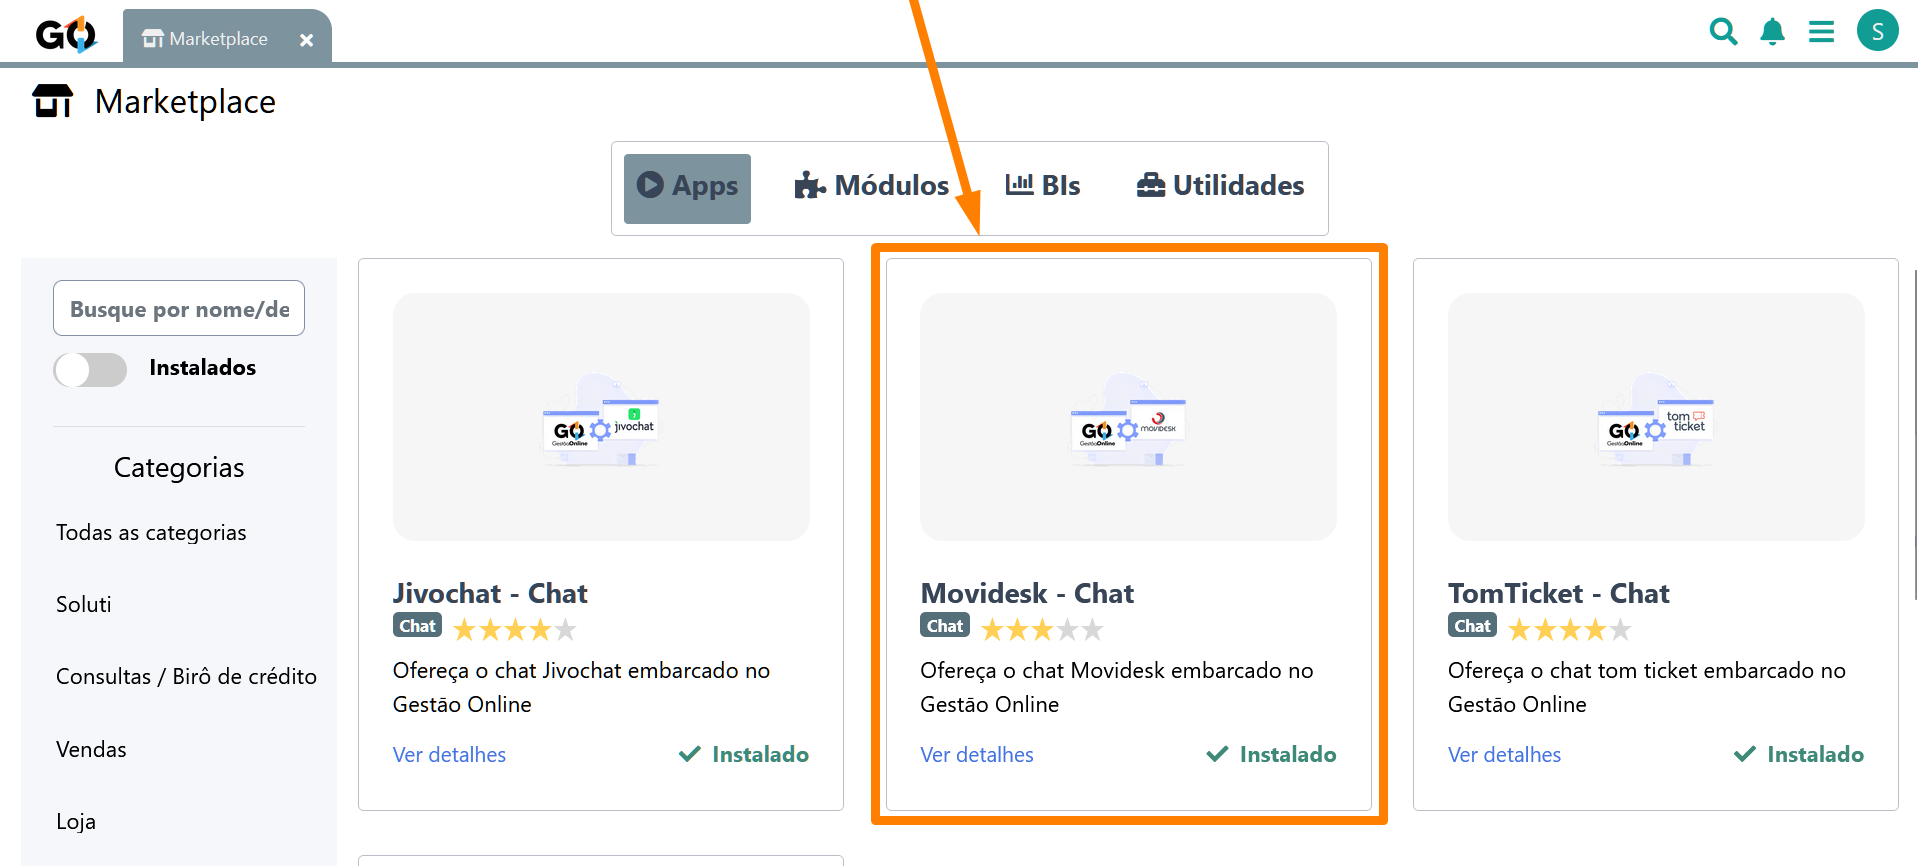 GO
Marketplace
S
Marketplace
Apps
Módulos
BIs
Utilidades
Busque por nome/de
Instalados
Categorias
Todas as categorias
Soluti
Consultas / Birô de crédito
Vendas
Loja
GO
GestãoOnline
jivochat
Jivochat - Chat
Chat
Ofereça o chat Jivochat embarcado no
Gestão Online
Ver detalhes
Instalado
GO
GestãoOnline
MOVIDESK
Movidesk - Chat
Chat
Ofereça o chat Movidesk embarcado no
Gestão Online
Ver detalhes
Instalado
GO
GestãoOnline
tom
ticket
TomTicket - Chat
Chat
Ofereça o chat tom ticket embarcado no
Gestão Online
Ver detalhes
Instalado